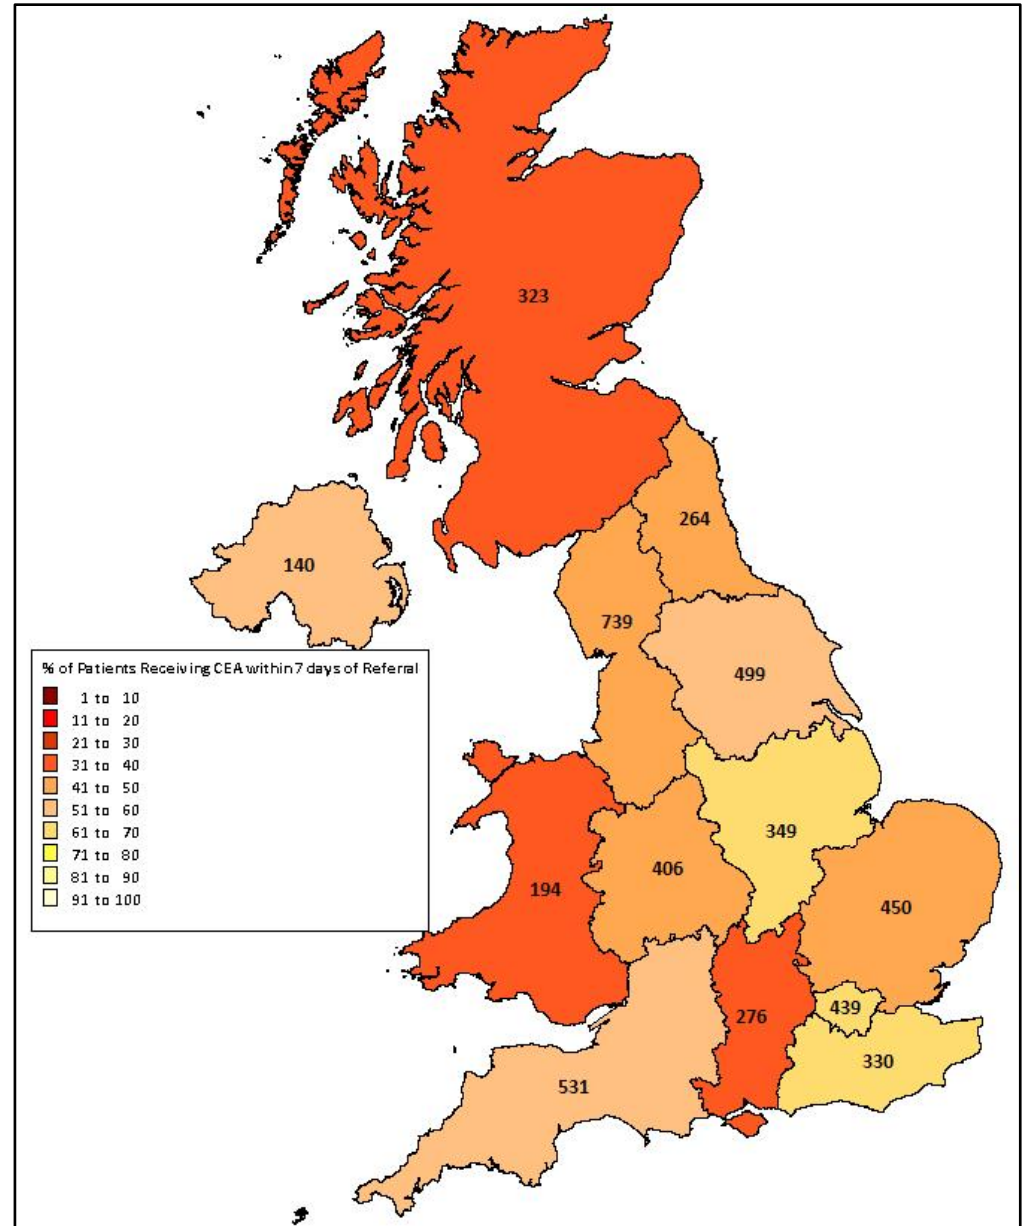 323
264
140
739
499
% of Patients Receiving CEA within 7 days of Referral
1 to 10
11 to 20
21 to 30
31 to 40
41 to 50
51 to 60
61 to 70
71 to 80
81 to 90
91 to 100
349
406
194
450
439
276
330
531